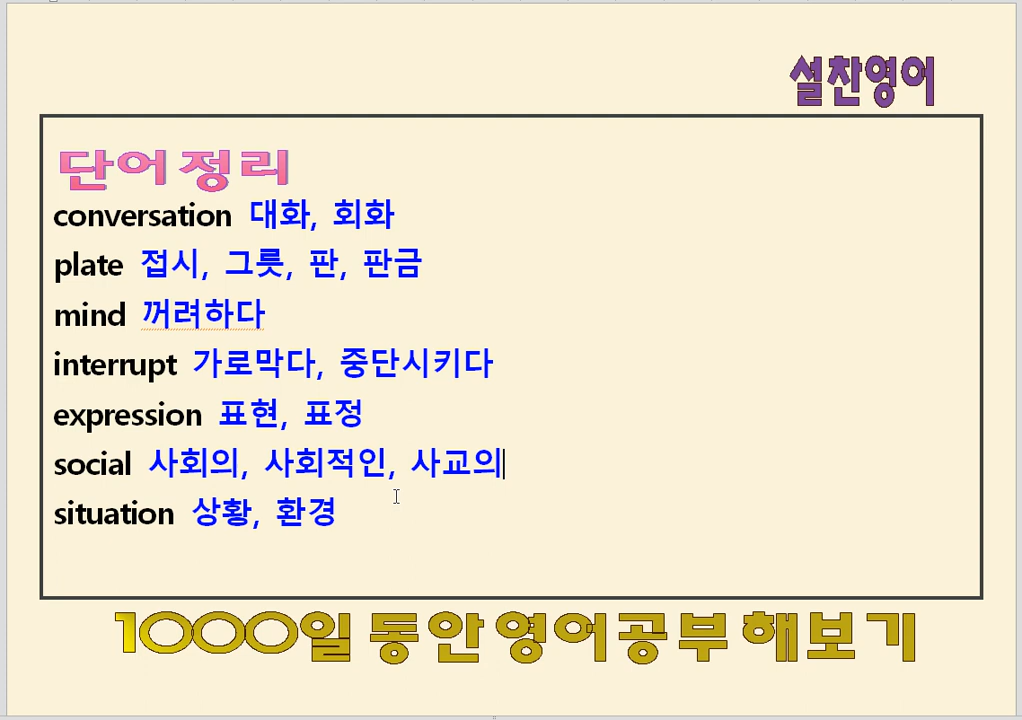 설찬영어
단어정리
conversation 대화, 회화
plate 접시, 그릇, 판, 판금
mind 꺼려하다
interrupt 가로막다, 중단시키다
expression 표현, 표정
social 사회의, 사회적인, 사교의
situation 상황, 환경
1000일동안영어공부해보기